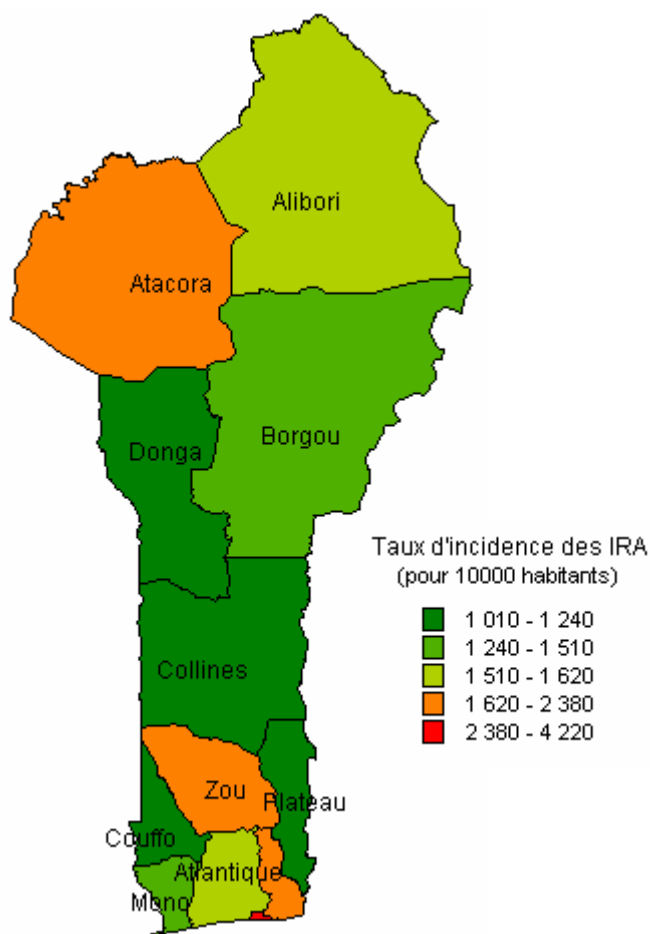 Alibori
Atacora
Borgou
Donga
Taux d'incidence des IRA
(pour 10000 habitants)
1 010 - 1 240
1 240 - 1 510
1 510 - 1 620
1 620 - 2 380
2 380 - 4 220
Collines
Zou
Plateau
Couffo
Atlantique
Mono